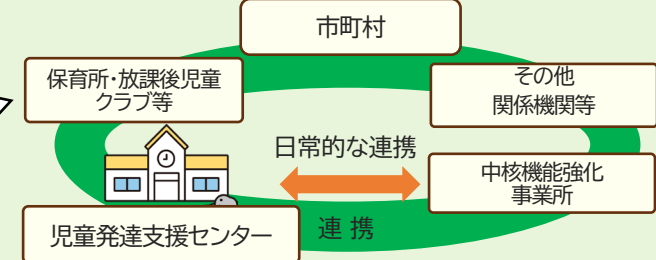 市町村
保育所・放課後児童
クラブ等
その他
関係機関等
日常的な連携
中核機能強化
事業所
児童発達支援センター
連 携